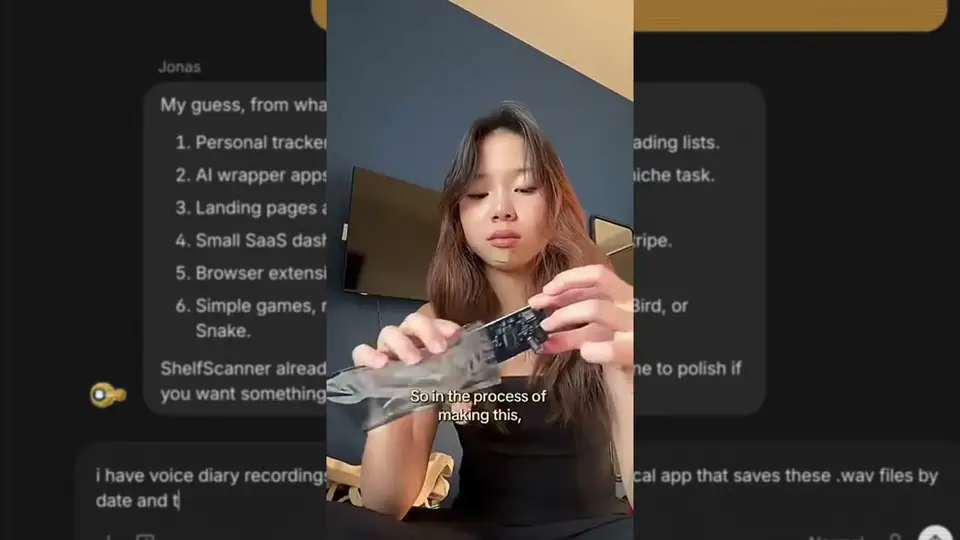 Jonas
My guess, from wha
1. Personal tracker ading lists.
2. AI wrapper apps niche task.
3. Landing pages a
4. Small SaaS dash tripe.
5. Browser extensi
6. Simple games, r Bird, or
Snake.
ShelfScanner alread me to polish if
you want something
So in the process of
making this,
i have voice diary recordings cal app that saves these .wav files by
date and t